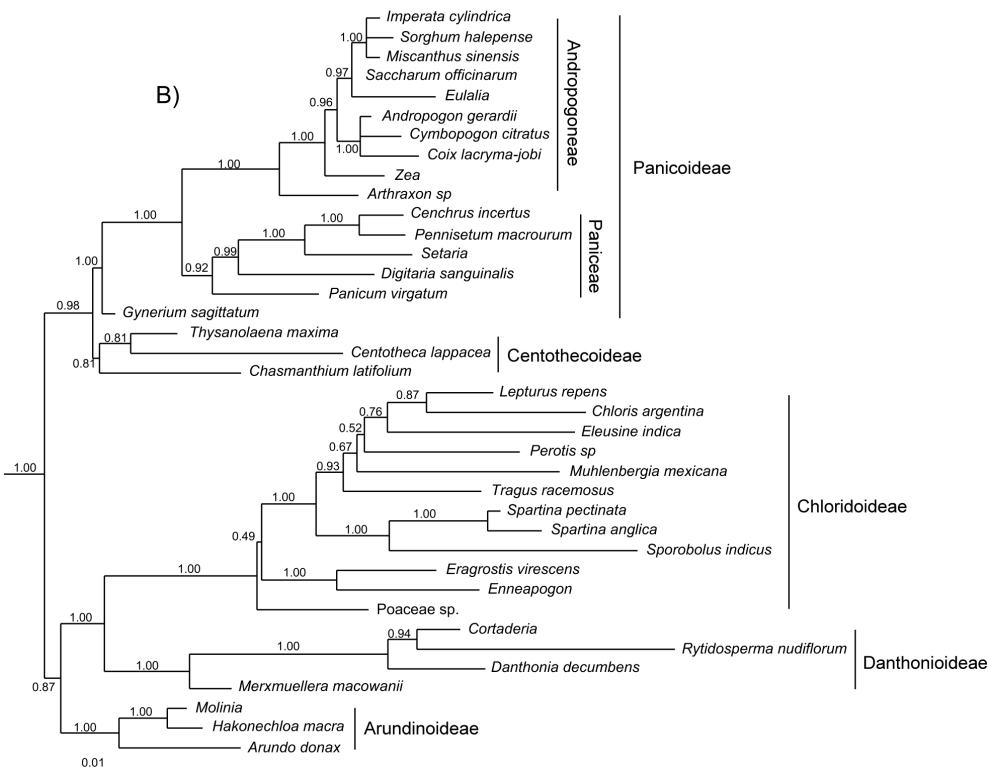 B)
Imperata cylindrica
1.00
Sorghum halepense
Miscanthus sinensis
0.97
Saccharum officinarum
Eulalia
0.96
Andropogon gerardii
Cymbopogon citratus
1.00
1.00
Coix lacryma-jobi
Zea
1.00
Arthraxon sp
Andropogoneae
Panicoideae
Cenchrus incertus
1.00
1.00
Pennisetum macrourum
1.00
Setaria
0.99
0.92
Digitaria sanguinalis
Panicum virgatum
Paniceae
1.00
0.98
Gynerium sagittatum
Thysanolaena maxima
0.81
Centotheca lappacea
0.81
Chasmanthium latifolium
Centothecoideae
Lepturus repens
0.87
Chloris argentina
0.76
Eleusine indica
0.52
Perotis sp
0.67
Muhlenbergia mexicana
0.93
Tragus racemosus
1.00
1.00
Spartina pectinata
1.00
Spartina anglica
1.00
Sporobolus indicus
Chloridoideae
0.49
Eragrostis virescens
1.00
1.00
Enneapogon
Poaceae sp.
1.00
Cortaderia
0.94
Rytidosperma nudiflorum
1.00
1.00
Danthonia decumbens
Merxmuellera macowanii
Danthonioideae
0.87
Molinia
1.00
Hakonechloa macra
1.00
Arundo donax
Arundinoideae
0.01